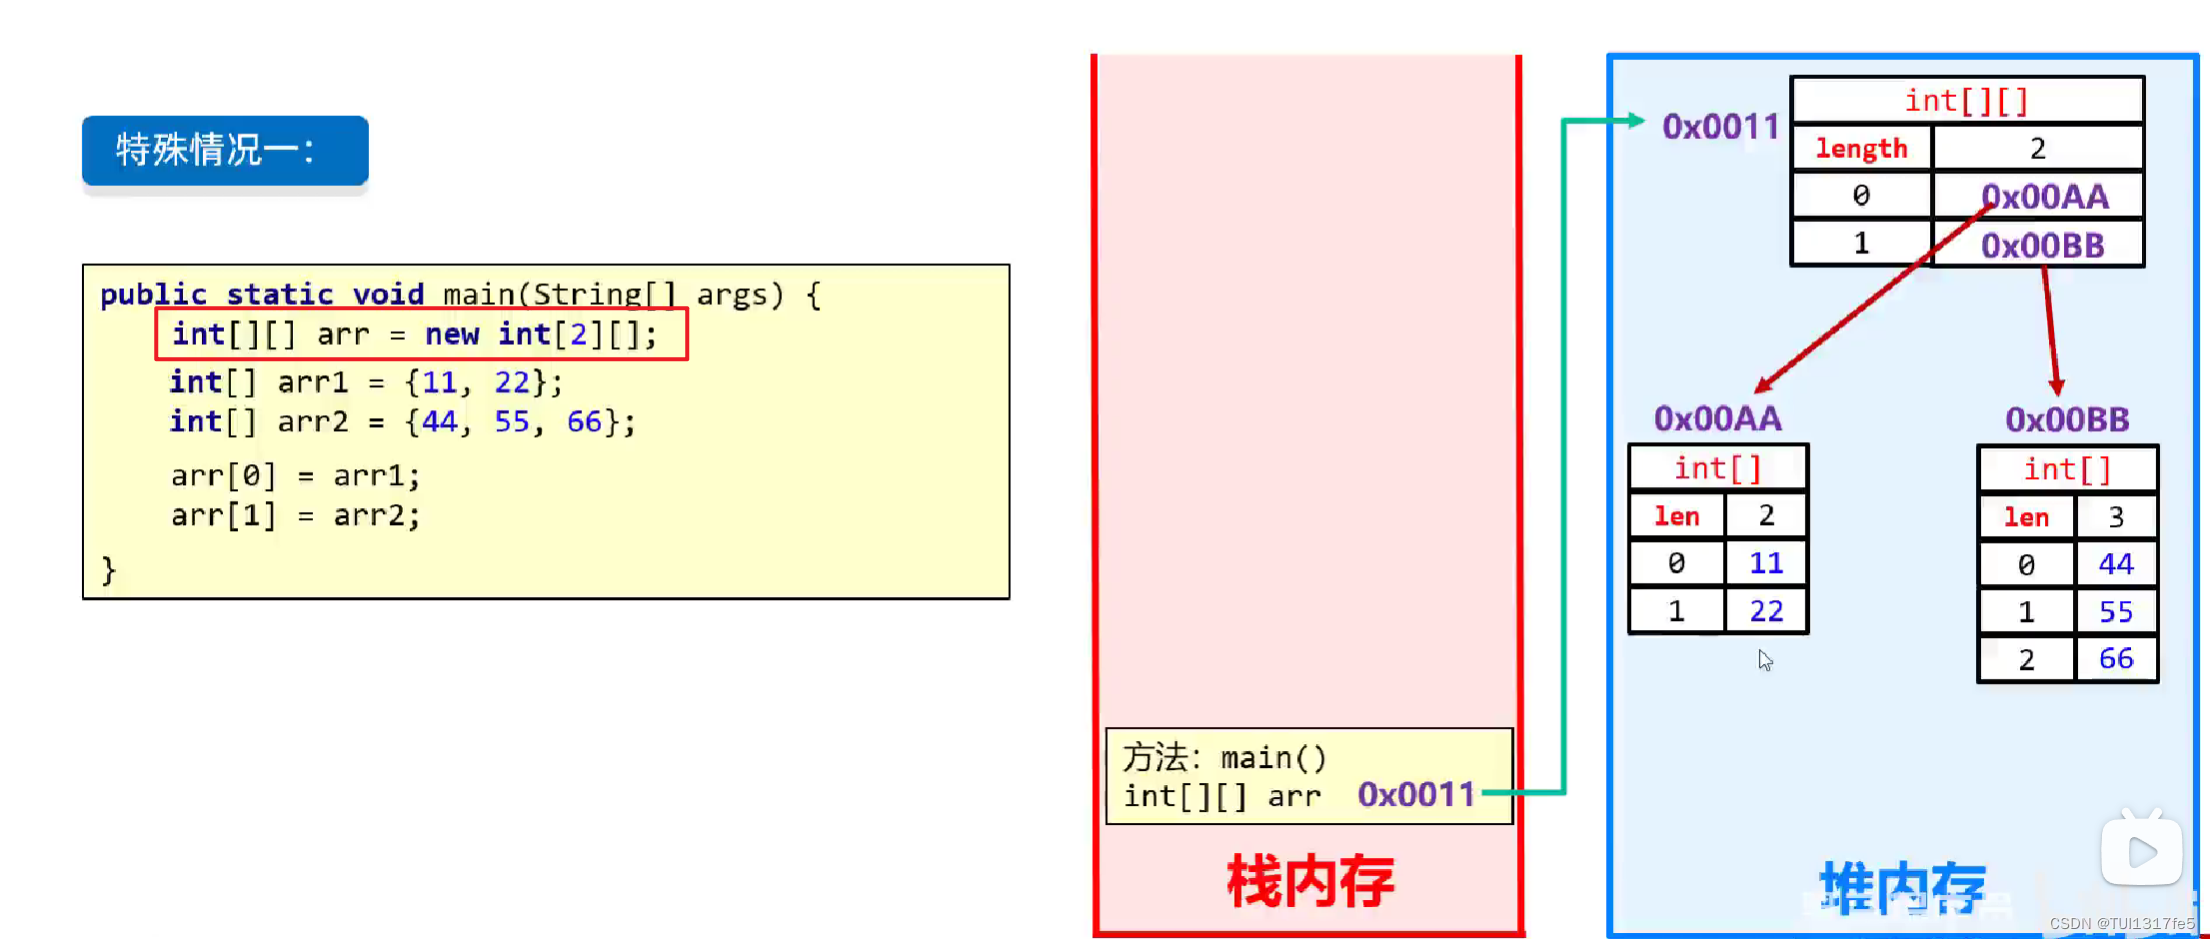 特殊情况一：
public static void main(String[] args) {
int[][] arr = new int[2][];
int[] arr1 = {11, 22};
int[] arr2 = {44, 55, 66};
arr[0] = arr1;
arr[1] = arr2;
}
方法：main()
int[][] arr 0x0011
栈内存
0x0011
int[][]
length 2
0 0x00AA
1 0x00BB
0x00AA
int[]
len 2
0 11
1 22
0x00BB
int[]
len 3
0 44
1 55
2 66
堆内存
CSDN @TUI1317fe5